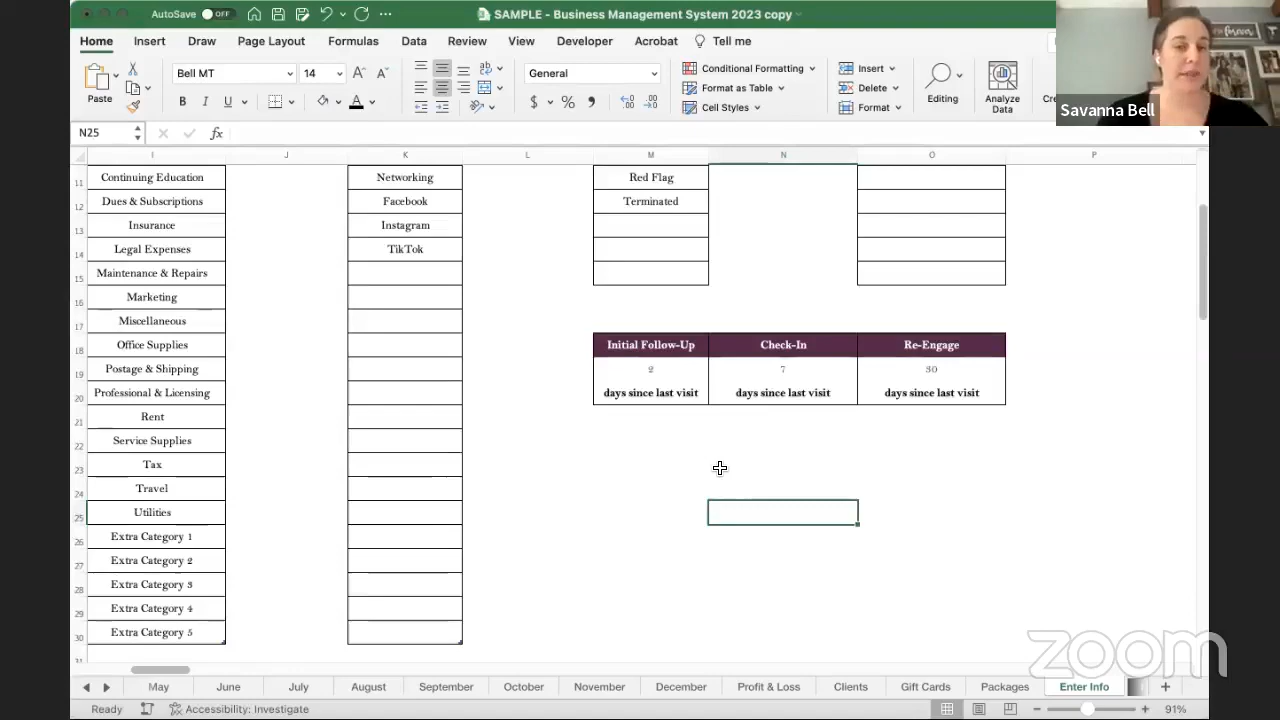 AutoSave OFF
SAMPLE - Business Management System 2023 copy
Home Insert Draw Page Layout Formulas Data Review View Developer Acrobat Tell me
Paste
Bell MT 14
B I U A
General
$ % 9
Conditional Formatting
Format as Table
Cell Styles
Insert
Delete
Format
Editing
Analyze Data
Savanna Bell
forever
N25 fx
I J K L M N O P
11 Continuing Education Networking Red Flag
12 Dues & Subscriptions Facebook Terminated
13 Insurance Instagram
14 Legal Expenses TikTok
15 Maintenance & Repairs
16 Marketing
17 Miscellaneous
18 Office Supplies Initial Follow-Up Check-In Re-Engage
19 Postage & Shipping 2 7 30
20 Professional & Licensing days since last visit days since last visit days since last visit
21 Rent
22 Service Supplies
23 Tax
24 Travel
25 Utilities
26 Extra Category 1
27 Extra Category 2
28 Extra Category 3
29 Extra Category 4
30 Extra Category 5
31
zoom
May June July August September October November December Profit & Loss Clients Gift Cards Packages Enter Info
Ready Accessibility: Investigate 91%